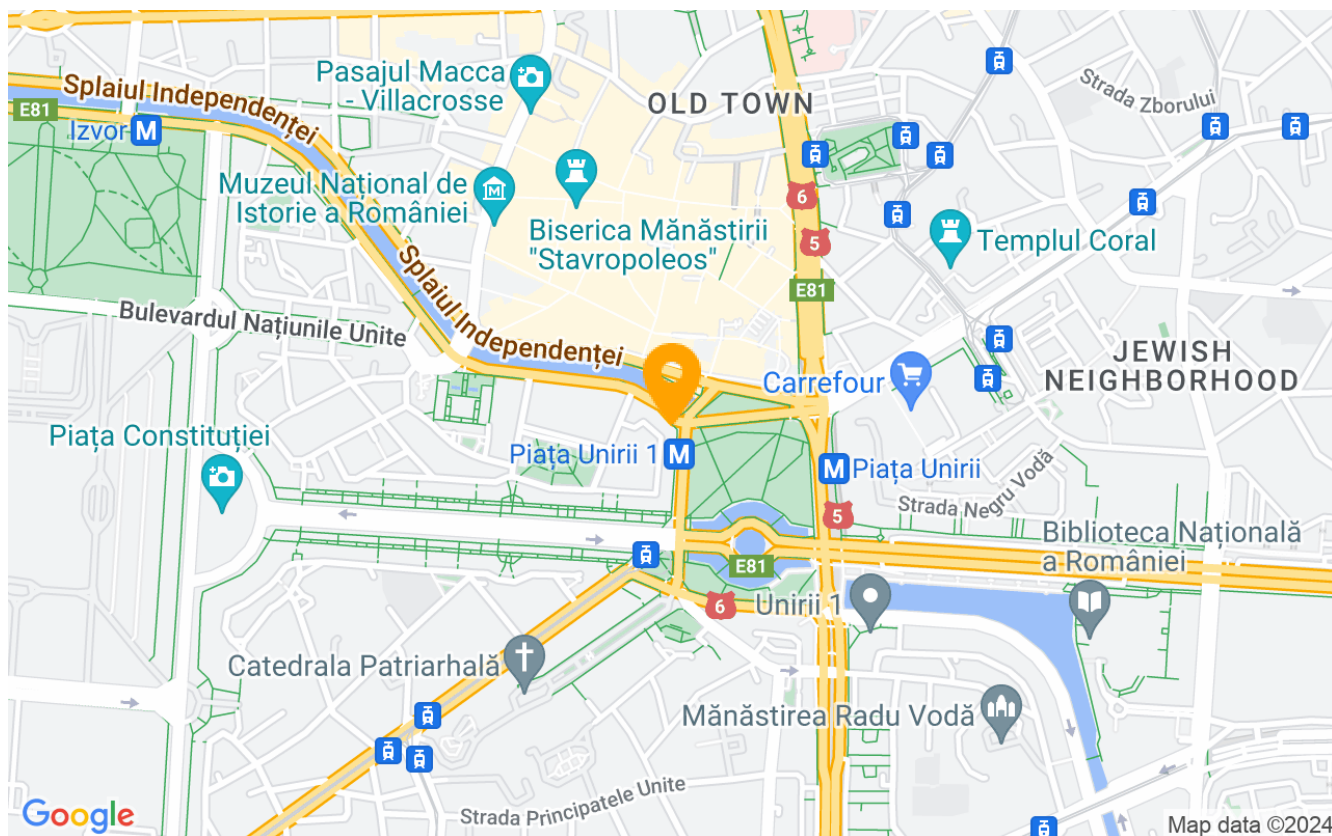 Splaiul Independenței
E81
Izvor M
Pasajul Macca
- Villacrosse
OLD TOWN
Strada Zborului
Muzeul Național de
Istorie a României
M
6
Biserica Mănăstirii
"Stavropoleos"
5
Templul Coral
E81
Bulevardul Națiunile Unite
Splaiul Independenței
JEWISH
NEIGHBORHOOD
Carrefour
Piața Constituției
Piața Unirii 1 M
M Piața Unirii
Strada Negru Vodă
5
Biblioteca Națională
a României
E81
6
Unirii 1
Catedrala Patriarhală
Mănăstirea Radu Vodă
Strada Principatele Unite
Google
Map data ©2024